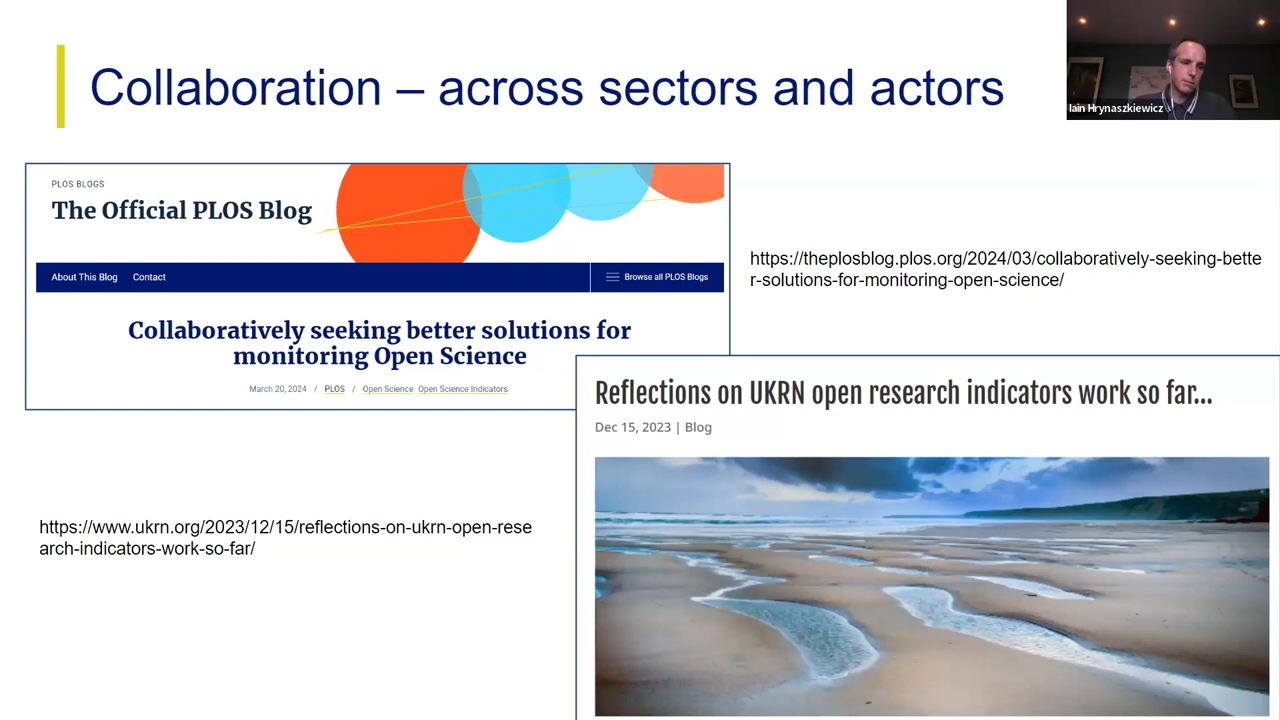 Collaboration – across sectors and actors
Iain Hrynaszkiewicz
PLOS BLOGS
The Official PLOS Blog
About This Blog Contact Browse all PLOS Blogs
Collaboratively seeking better solutions for
monitoring Open Science
March 20, 2024 / PLOS / Open Science Open Science Indicators
https://theplosblog.plos.org/2024/03/collaboratively-seeking-bette
r-solutions-for-monitoring-open-science/
Reflections on UKRN open research indicators work so far...
Dec 15, 2023 | Blog
https://www.ukrn.org/2023/12/15/reflections-on-ukrn-open-rese
arch-indicators-work-so-far/